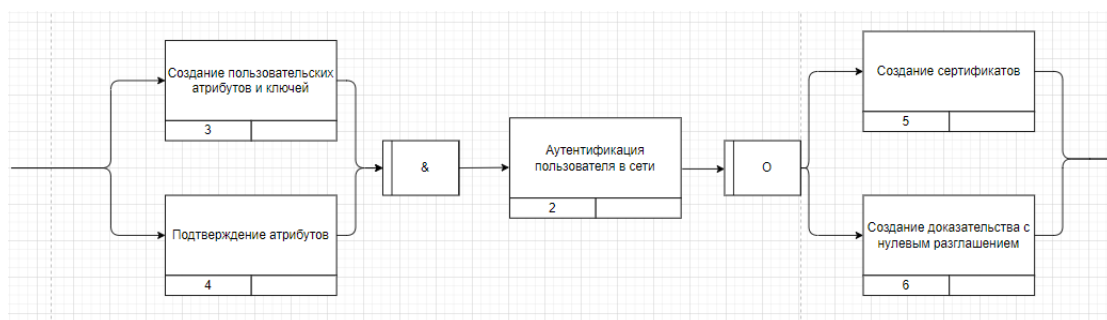 Создание пользовательских
атрибутов и ключей
3
Подтверждение атрибутов
4
&
Аутентификация
пользователя в сети
2
О
Создание сертификатов
5
Создание доказательства с
нулевым разглашением
6